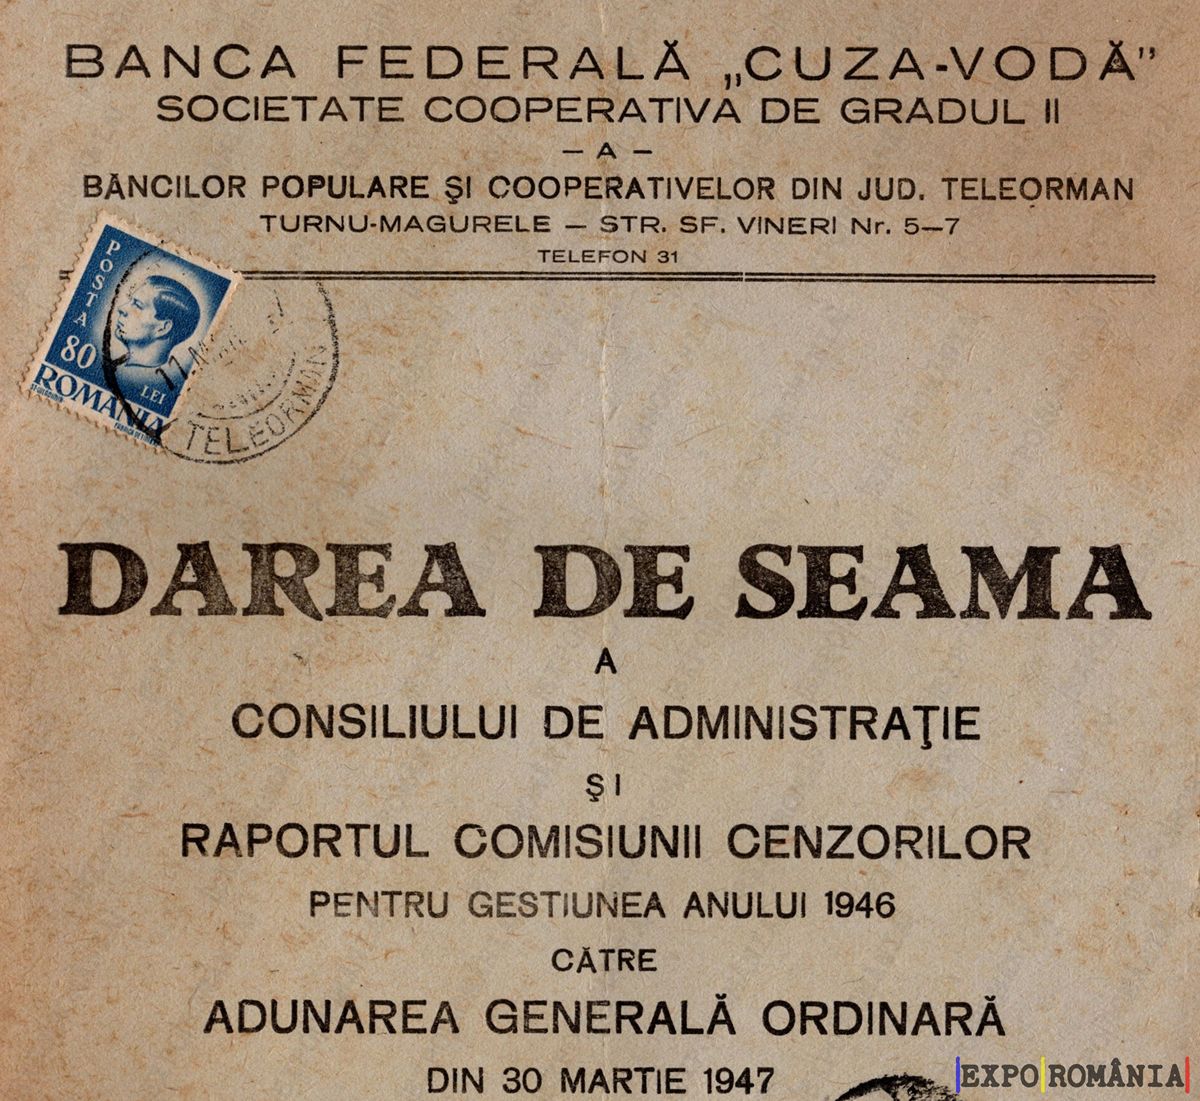 BANCA FEDERALĂ „CUZA-VODĂ”
SOCIETATE COOPERATIVA DE GRADUL II
— A —
BĂNCILOR POPULARE ŞI COOPERATIVELOR DIN JUD. TELEORMAN
TURNU-MAGURELE — STR. SF. VINERI Nr. 5—7
TELEFON 31
POSTA
80
LEI
ROMANIA
TELEORMAN
DAREA DE SEAMA
A
CONSILIULUI DE ADMINISTRAŢIE
ŞI
RAPORTUL COMISIUNII CENZORILOR
PENTRU GESTIUNEA ANULUI 1946
CĂTRE
ADUNAREA GENERALĂ ORDINARĂ
DIN 30 MARTIE 1947
EXPO ROMÂNIA